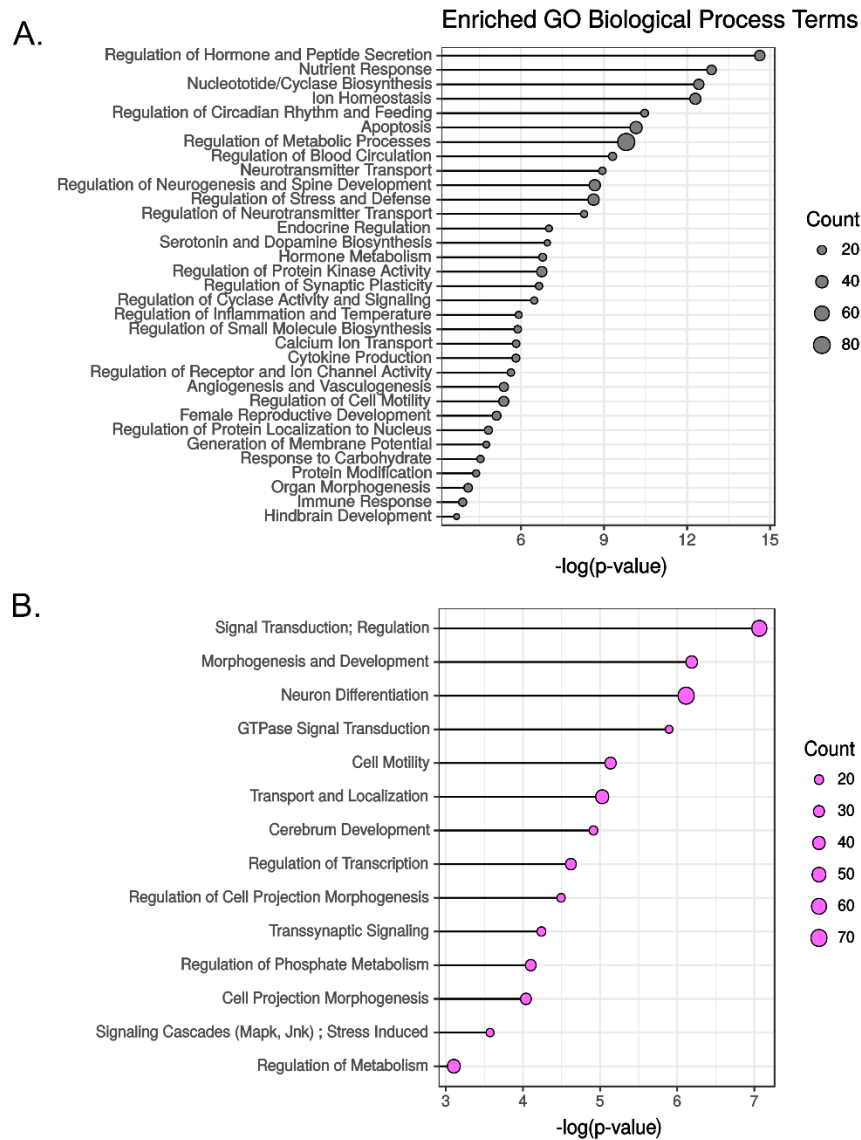 Enriched GO Biological Process Terms
A.
Regulation of Hormone and Peptide Secretion
Nutrient Response
Nucleototide/Cyclase Biosynthesis
Ion Homeostasis
Regulation of Circadian Rhythm and Feeding
Apoptosis
Regulation of Metabolic Processes
Regulation of Blood Circulation
Neurotransmitter Transport
Regulation of Neurogenesis and Spine Development
Regulation of Stress and Defense
Regulation of Neurotransmitter Transport
Endocrine Regulation
Serotonin and Dopamine Biosynthesis
Hormone Metabolism
Regulation of Protein Kinase Activity
Regulation of Synaptic Plasticity
Regulation of Cyclase Activity and Signaling
Regulation of Inflammation and Temperature
Regulation of Small Molecule Biosynthesis
Calcium Ion Transport
Cytokine Production
Regulation of Receptor and Ion Channel Activity
Angiogenesis and Vasculogenesis
Regulation of Cell Motility
Female Reproductive Development
Regulation of Protein Localization to Nucleus
Generation of Membrane Potential
Response to Carbohydrate
Protein Modification
Organ Morphogenesis
Immune Response
Hindbrain Development
6 9 12 15
-log(p-value)
Count
20
40
60
80
B.
Signal Transduction; Regulation
Morphogenesis and Development
Neuron Differentiation
GTPase Signal Transduction
Cell Motility
Transport and Localization
Cerebrum Development
Regulation of Transcription
Regulation of Cell Projection Morphogenesis
Transsynaptic Signaling
Regulation of Phosphate Metabolism
Cell Projection Morphogenesis
Signaling Cascades (Mapk, Jnk) ; Stress Induced
Regulation of Metabolism
3 4 5 6 7
-log(p-value)
Count
20
30
40
50
60
70